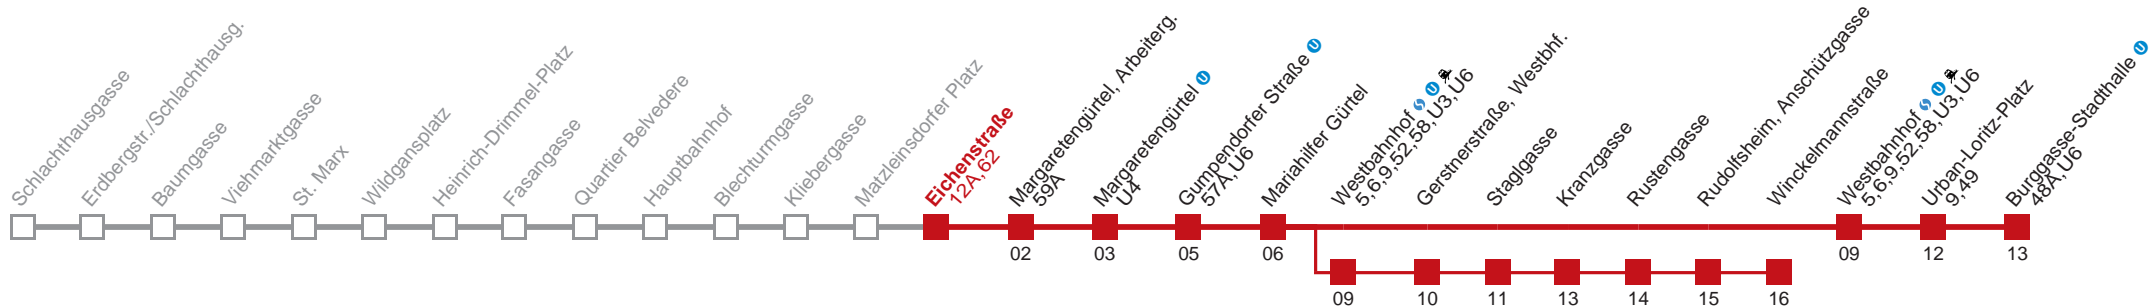 Schlachthausgasse
Erdbergstr./Schlachthausg.
Baumgasse
Viehmarktgasse
St. Marx
Wildgansplatz
Heinrich-Drimmel-Platz
Fasangasse
Quartier Belvedere
Hauptbahnhof
Blechturmgasse
Kliebergasse
Matzleinsdorfer Platz
Eichenstraße
12A,62
Margaretengürtel, Arbeiterg.
59A
Margaretengürtel U
U4
Gumpendorfer Straße U
57A,U6
Mariahilfer Gürtel
Westbahnhof S U
5,6,9,52,58,U3,U6
Gerstnerstraße, Westbhf.
Staglgasse
Kranzgasse
Rustengasse
Rudolfsheim, Anschützgasse
Winckelmannstraße
Westbahnhof S U
5,6,9,52,58,U3,U6
Urban-Loritz-Platz
9,49
Burggasse-Stadthalle U
48A,U6
02 03 05 06 09 12 13
09 10 11 13 14 15 16